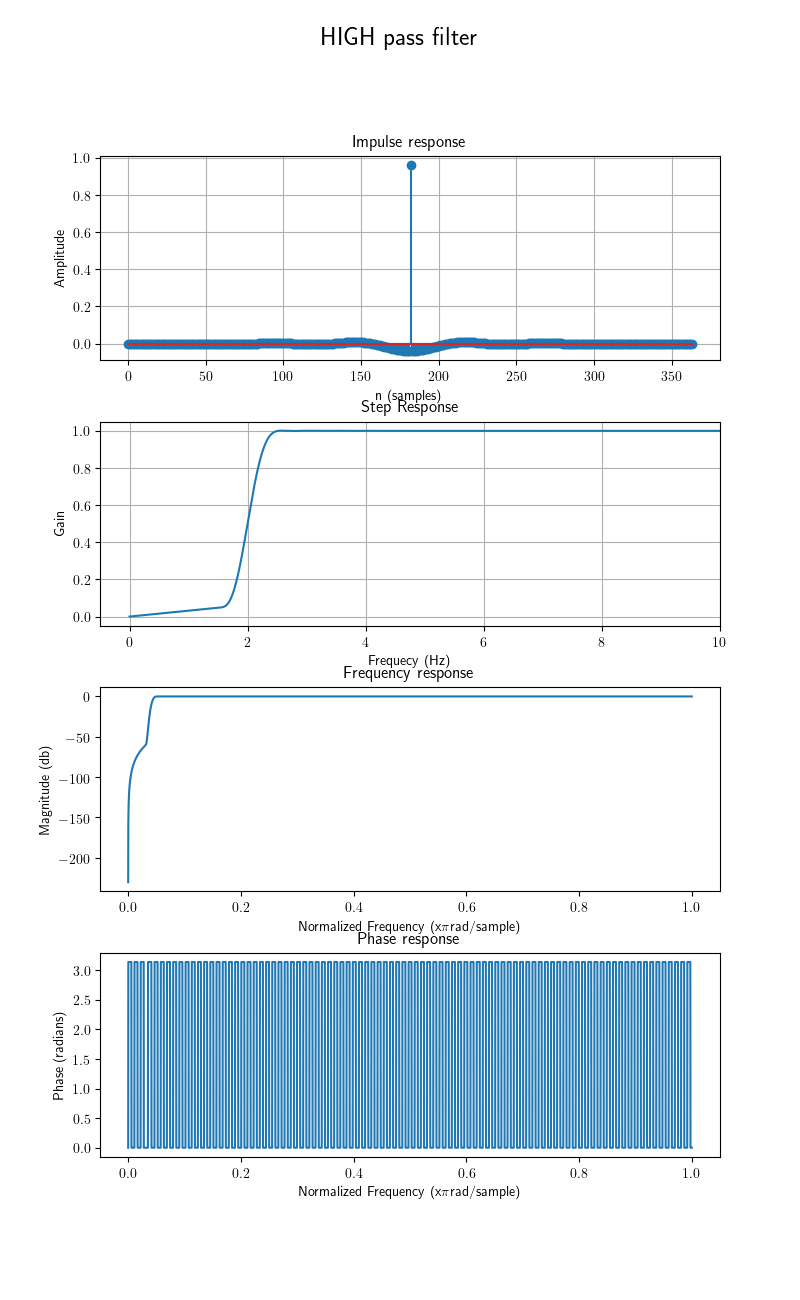 HIGH pass filter
Impulse response
1.0
0.8
0.6
0.4
0.2
0.0
Amplitude
0 50 100 150 200 250 300 350
n (samples)
Step Response
1.0
0.8
0.6
0.4
0.2
0.0
Gain
0 2 4 6 8 10
Frequecy (Hz)
Frequency response
0
−50
−100
−150
−200
Magnitude (db)
0.0 0.2 0.4 0.6 0.8 1.0
Normalized Frequency (xπrad/sample)
Phase response
3.0
2.5
2.0
1.5
1.0
0.5
0.0
Phase (radians)
0.0 0.2 0.4 0.6 0.8 1.0
Normalized Frequency (xπrad/sample)